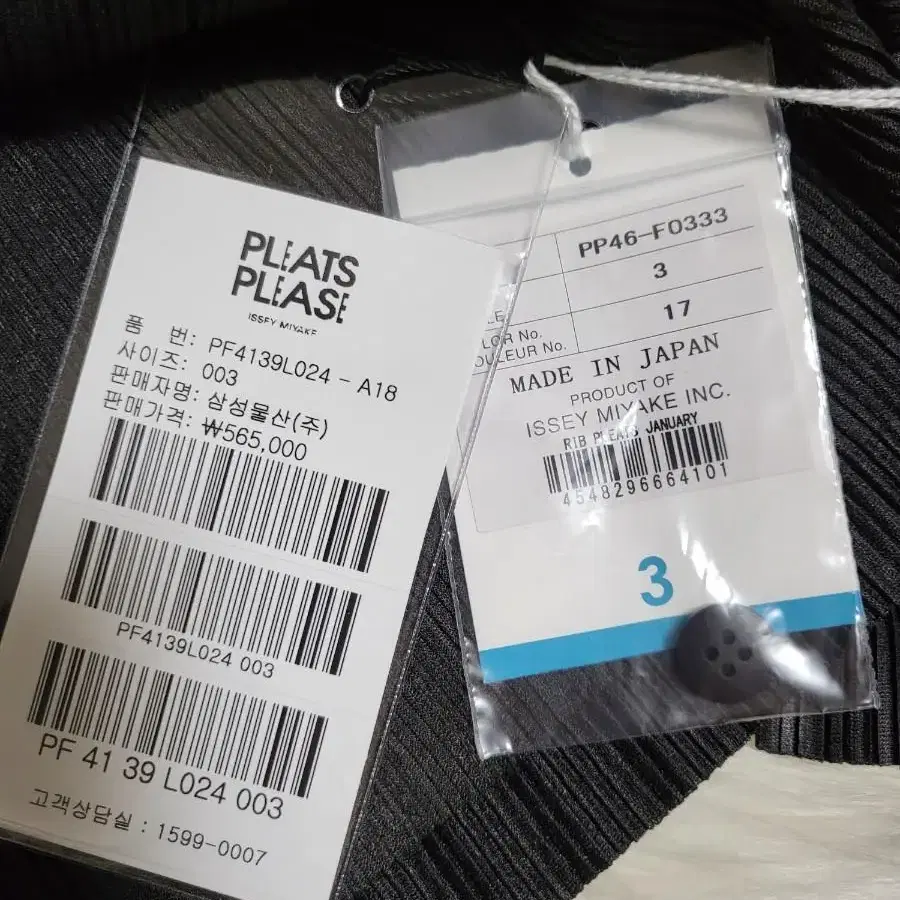 PLEATS
PLEASE
ISSEY MIYAKE
품 번: PF4139L024 - A18
사이즈: 003
판매자명: 삼성물산(주)
판매가격: ₩565,000
PF4139L024 003
PF 41 39 L024 003
고객상담실 : 1599-0007
PP46-F0333
LE 3
LOR No.
OULEUR No. 17
MADE IN JAPAN
PRODUCT OF
ISSEY MIYAKE INC.
RIB PLEATS JANUARY
4548296664101
3